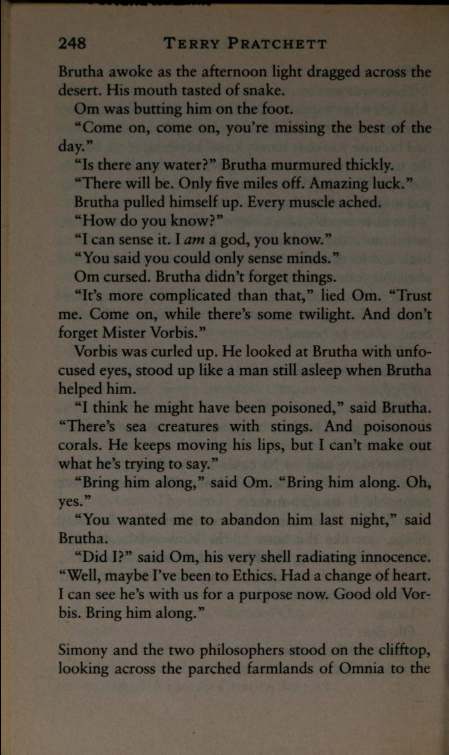 248 TERRY PRATCHETT
Brutha awoke as the afternoon light dragged across the
desert. His mouth tasted of snake.
Om was butting him on the foot.
“Come on, come on, you’re missing the best of the
day.”
“Is there any water?” Brutha murmured thickly.
“There will be. Only five miles off. Amazing luck.”
Brutha pulled himself up. Every muscle ached.
“How do you know?”
“I can sense it. I am a god, you know.”
“You said you could only sense minds.”
Om cursed. Brutha didn’t forget things.
“It’s more complicated than that,” lied Om. “Trust
me. Come on, while there’s some twilight. And don’t
forget Mister Vorbis.”
Vorbis was curled up. He looked at Brutha with unfo-
cused eyes, stood up like a man still asleep when Brutha
helped him.
“I think he might have been poisoned,” said Brutha.
“There’s sea creatures with stings. And poisonous
corals. He keeps moving his lips, but I can’t make out
what he’s trying to say.”
“Bring him along,” said Om. “Bring him along. Oh,
yes.”
“You wanted me to abandon him last night,” said
Brutha.
“Did I?” said Om, his very shell radiating innocence.
“Well, maybe I’ve been to Ethics. Had a change of heart.
I can see he’s with us for a purpose now. Good old Vor-
bis. Bring him along.”
Simony and the two philosophers stood on the clifftop,
looking across the parched farmlands of Omnia to the